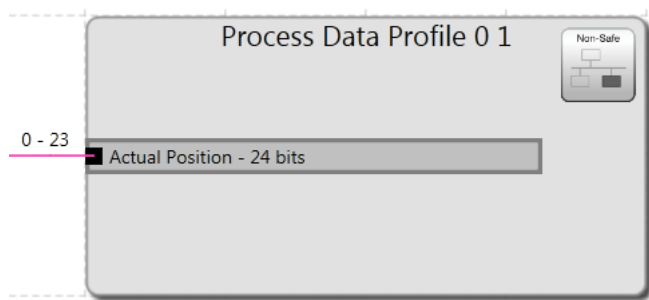 Process Data Profile 0 1
Non-Safe
0 - 23
Actual Position - 24 bits